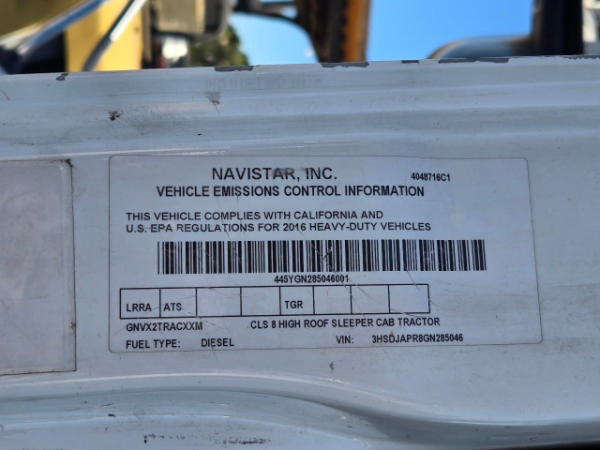 NAVISTAR, INC. 4048716C1
VEHICLE EMISSIONS CONTROL INFORMATION
THIS VEHICLE COMPLIES WITH CALIFORNIA AND
U.S. EPA REGULATIONS FOR 2016 HEAVY-DUTY VEHICLES
445YGN285046001
LRRA ATS TGR
GNVX2TRACXXM CLS 8 HIGH ROOF SLEEPER CAB TRACTOR
FUEL TYPE: DIESEL VIN: 3HSDJAPR8GN285046